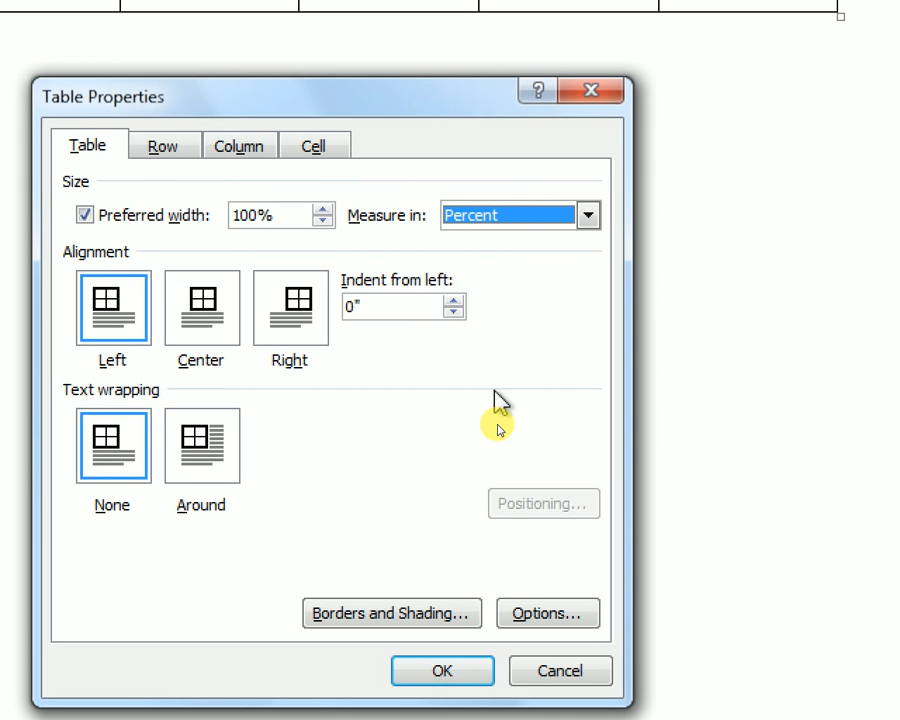 Table Properties
Table Row Column Cell
Size
Preferred width: 100% Measure in: Percent
Alignment
Indent from left:
0"
Left Center Right
Text wrapping
None Around
Positioning...
Borders and Shading... Options...
OK Cancel